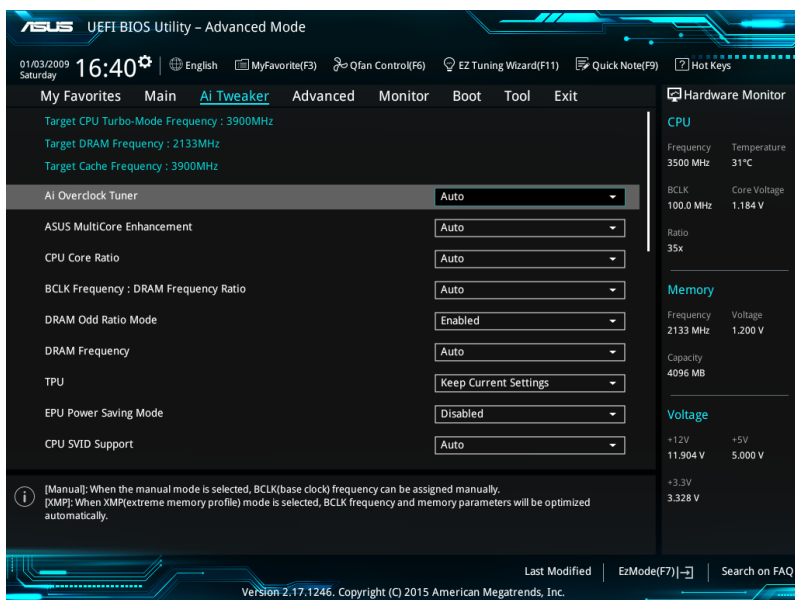 ASUS UEFI BIOS Utility – Advanced Mode
01/03/2009
Saturday
16:40
English
MyFavorite(F3)
Qfan Control(F6)
EZ Tuning Wizard(F11)
Quick Note(F9)
? Hot Keys
My Favorites Main Ai Tweaker Advanced Monitor Boot Tool Exit
Target CPU Turbo-Mode Frequency : 3900MHz
Target DRAM Frequency : 2133MHz
Target Cache Frequency : 3900MHz
Ai Overclock Tuner Auto
ASUS MultiCore Enhancement Auto
CPU Core Ratio Auto
BCLK Frequency : DRAM Frequency Ratio Auto
DRAM Odd Ratio Mode Enabled
DRAM Frequency Auto
TPU Keep Current Settings
EPU Power Saving Mode Disabled
CPU SVID Support Auto
i
[Manual]: When the manual mode is selected, BCLK(base clock) frequency can be assigned manually.
[XMP]: When XMP(extreme memory profile) mode is selected, BCLK frequency and memory parameters will be optimized
automatically.
Hardware Monitor
CPU
Frequency Temperature
3500 MHz 31°C
BCLK Core Voltage
100.0 MHz 1.184 V
Ratio
35x
Memory
Frequency Voltage
2133 MHz 1.200 V
Capacity
4096 MB
Voltage
+12V +5V
11.904 V 5.000 V
+3.3V
3.328 V
Last Modified
EzMode(F7)
Search on FAQ
Version 2.17.1246. Copyright (C) 2015 American Megatrends, Inc.